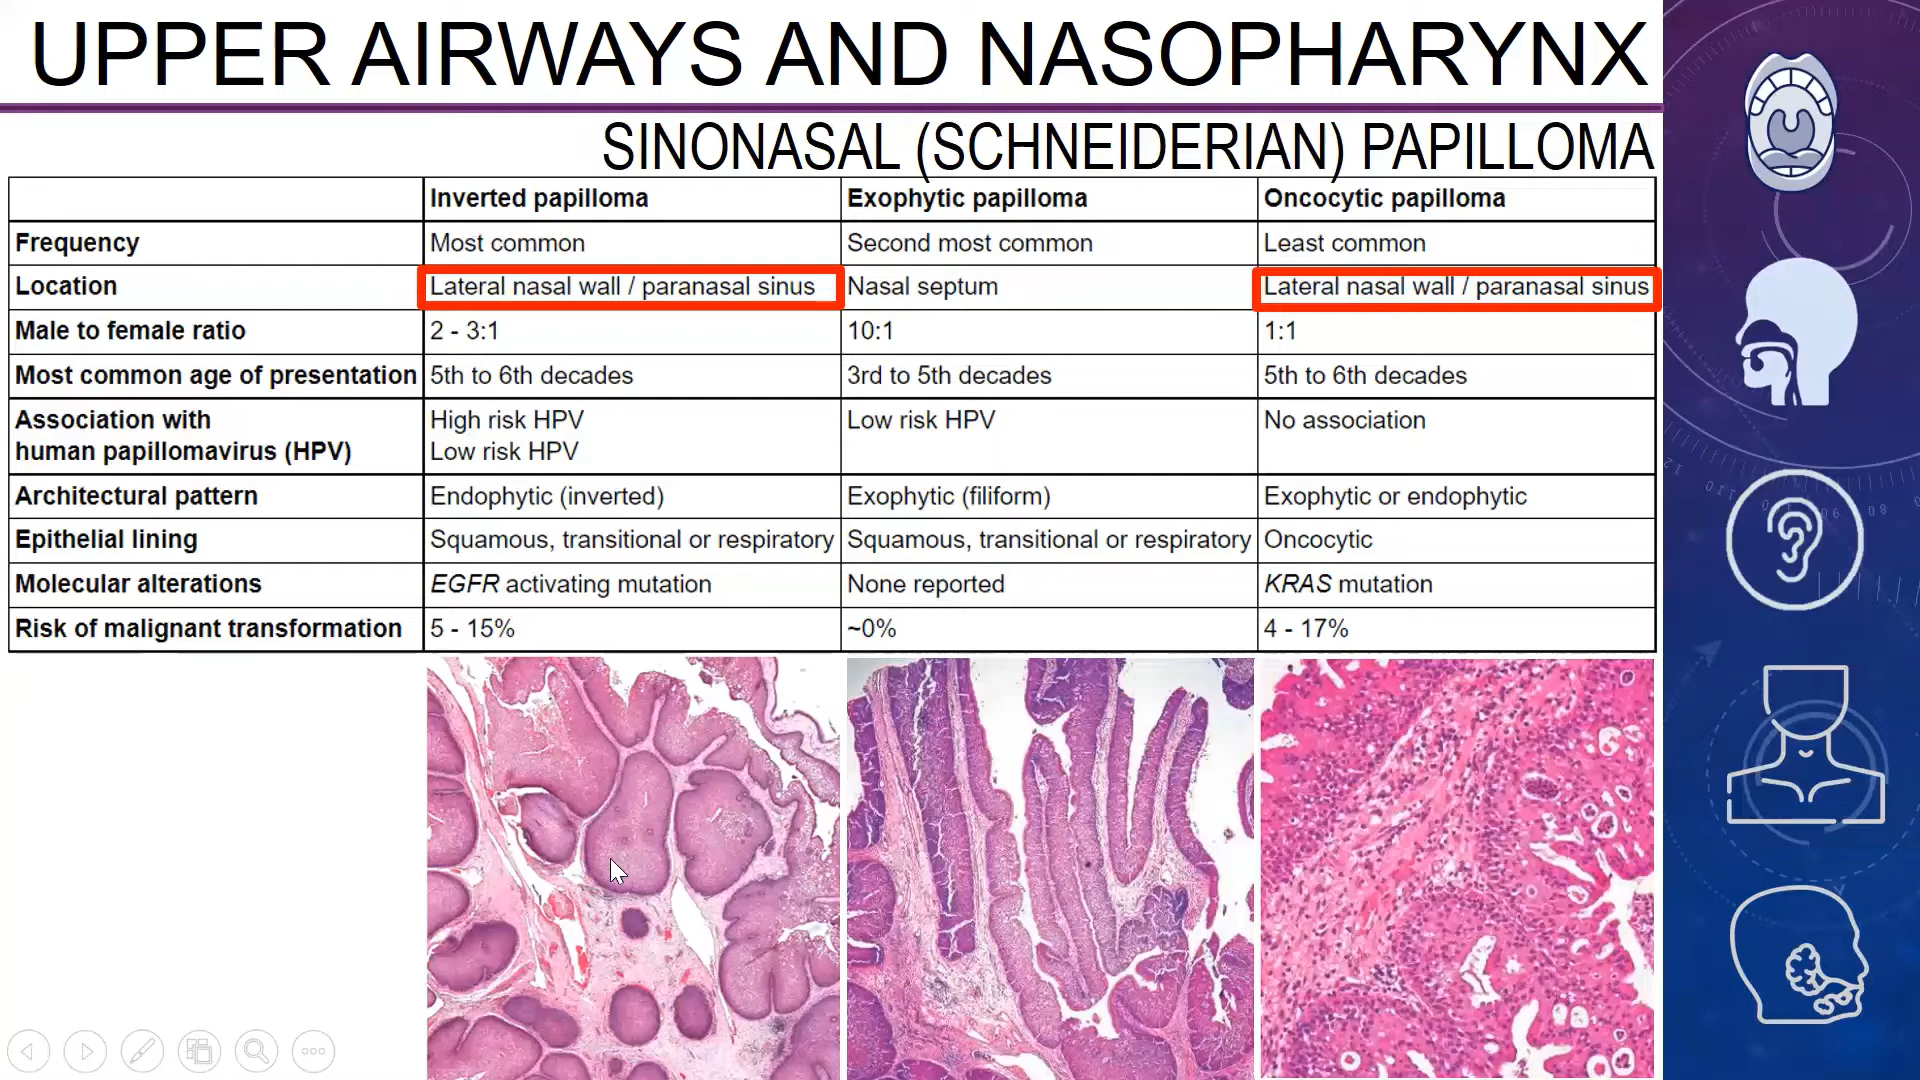 UPPER AIRWAYS AND NASOPHARYNX
SINONASAL (SCHNEIDERIAN) PAPILLOMA
Inverted papilloma Exophytic papilloma Oncocytic papilloma
Frequency Most common Second most common Least common
Location Lateral nasal wall / paranasal sinus Nasal septum Lateral nasal wall / paranasal sinus
Male to female ratio 2 - 3:1 10:1 1:1
Most common age of presentation 5th to 6th decades 3rd to 5th decades 5th to 6th decades
Association with High risk HPV Low risk HPV No association
human papillomavirus (HPV) Low risk HPV
Architectural pattern Endophytic (inverted) Exophytic (filiform) Exophytic or endophytic
Epithelial lining Squamous, transitional or respiratory Squamous, transitional or respiratory Oncocytic
Molecular alterations EGFR activating mutation None reported KRAS mutation
Risk of malignant transformation 5 - 15% ~0% 4 - 17%